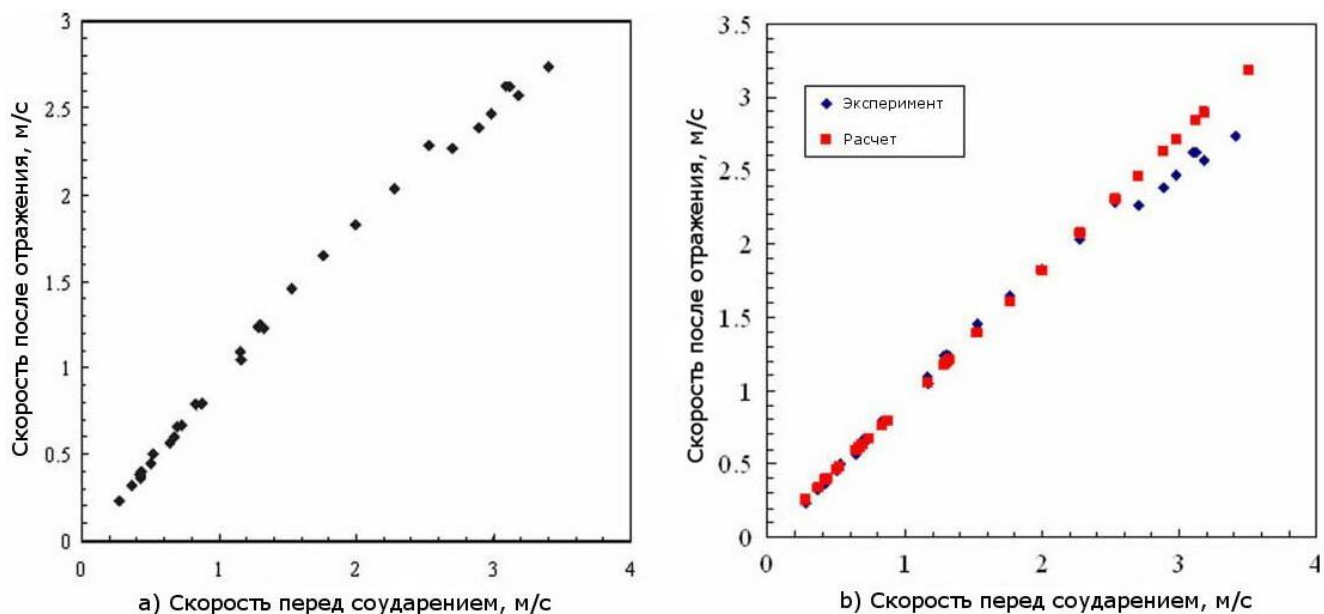 3
2.5
2
1.5
1
0.5
0
0 1 2 3 4
Скорость после отражения, м/с
а) Скорость перед соударением, м/с
3.5
3
2.5
2
1.5
1
0.5
0
0 1 2 3 4
Скорость после отражения, м/с
Эксперимент
Расчет
b) Скорость перед соударением, м/с